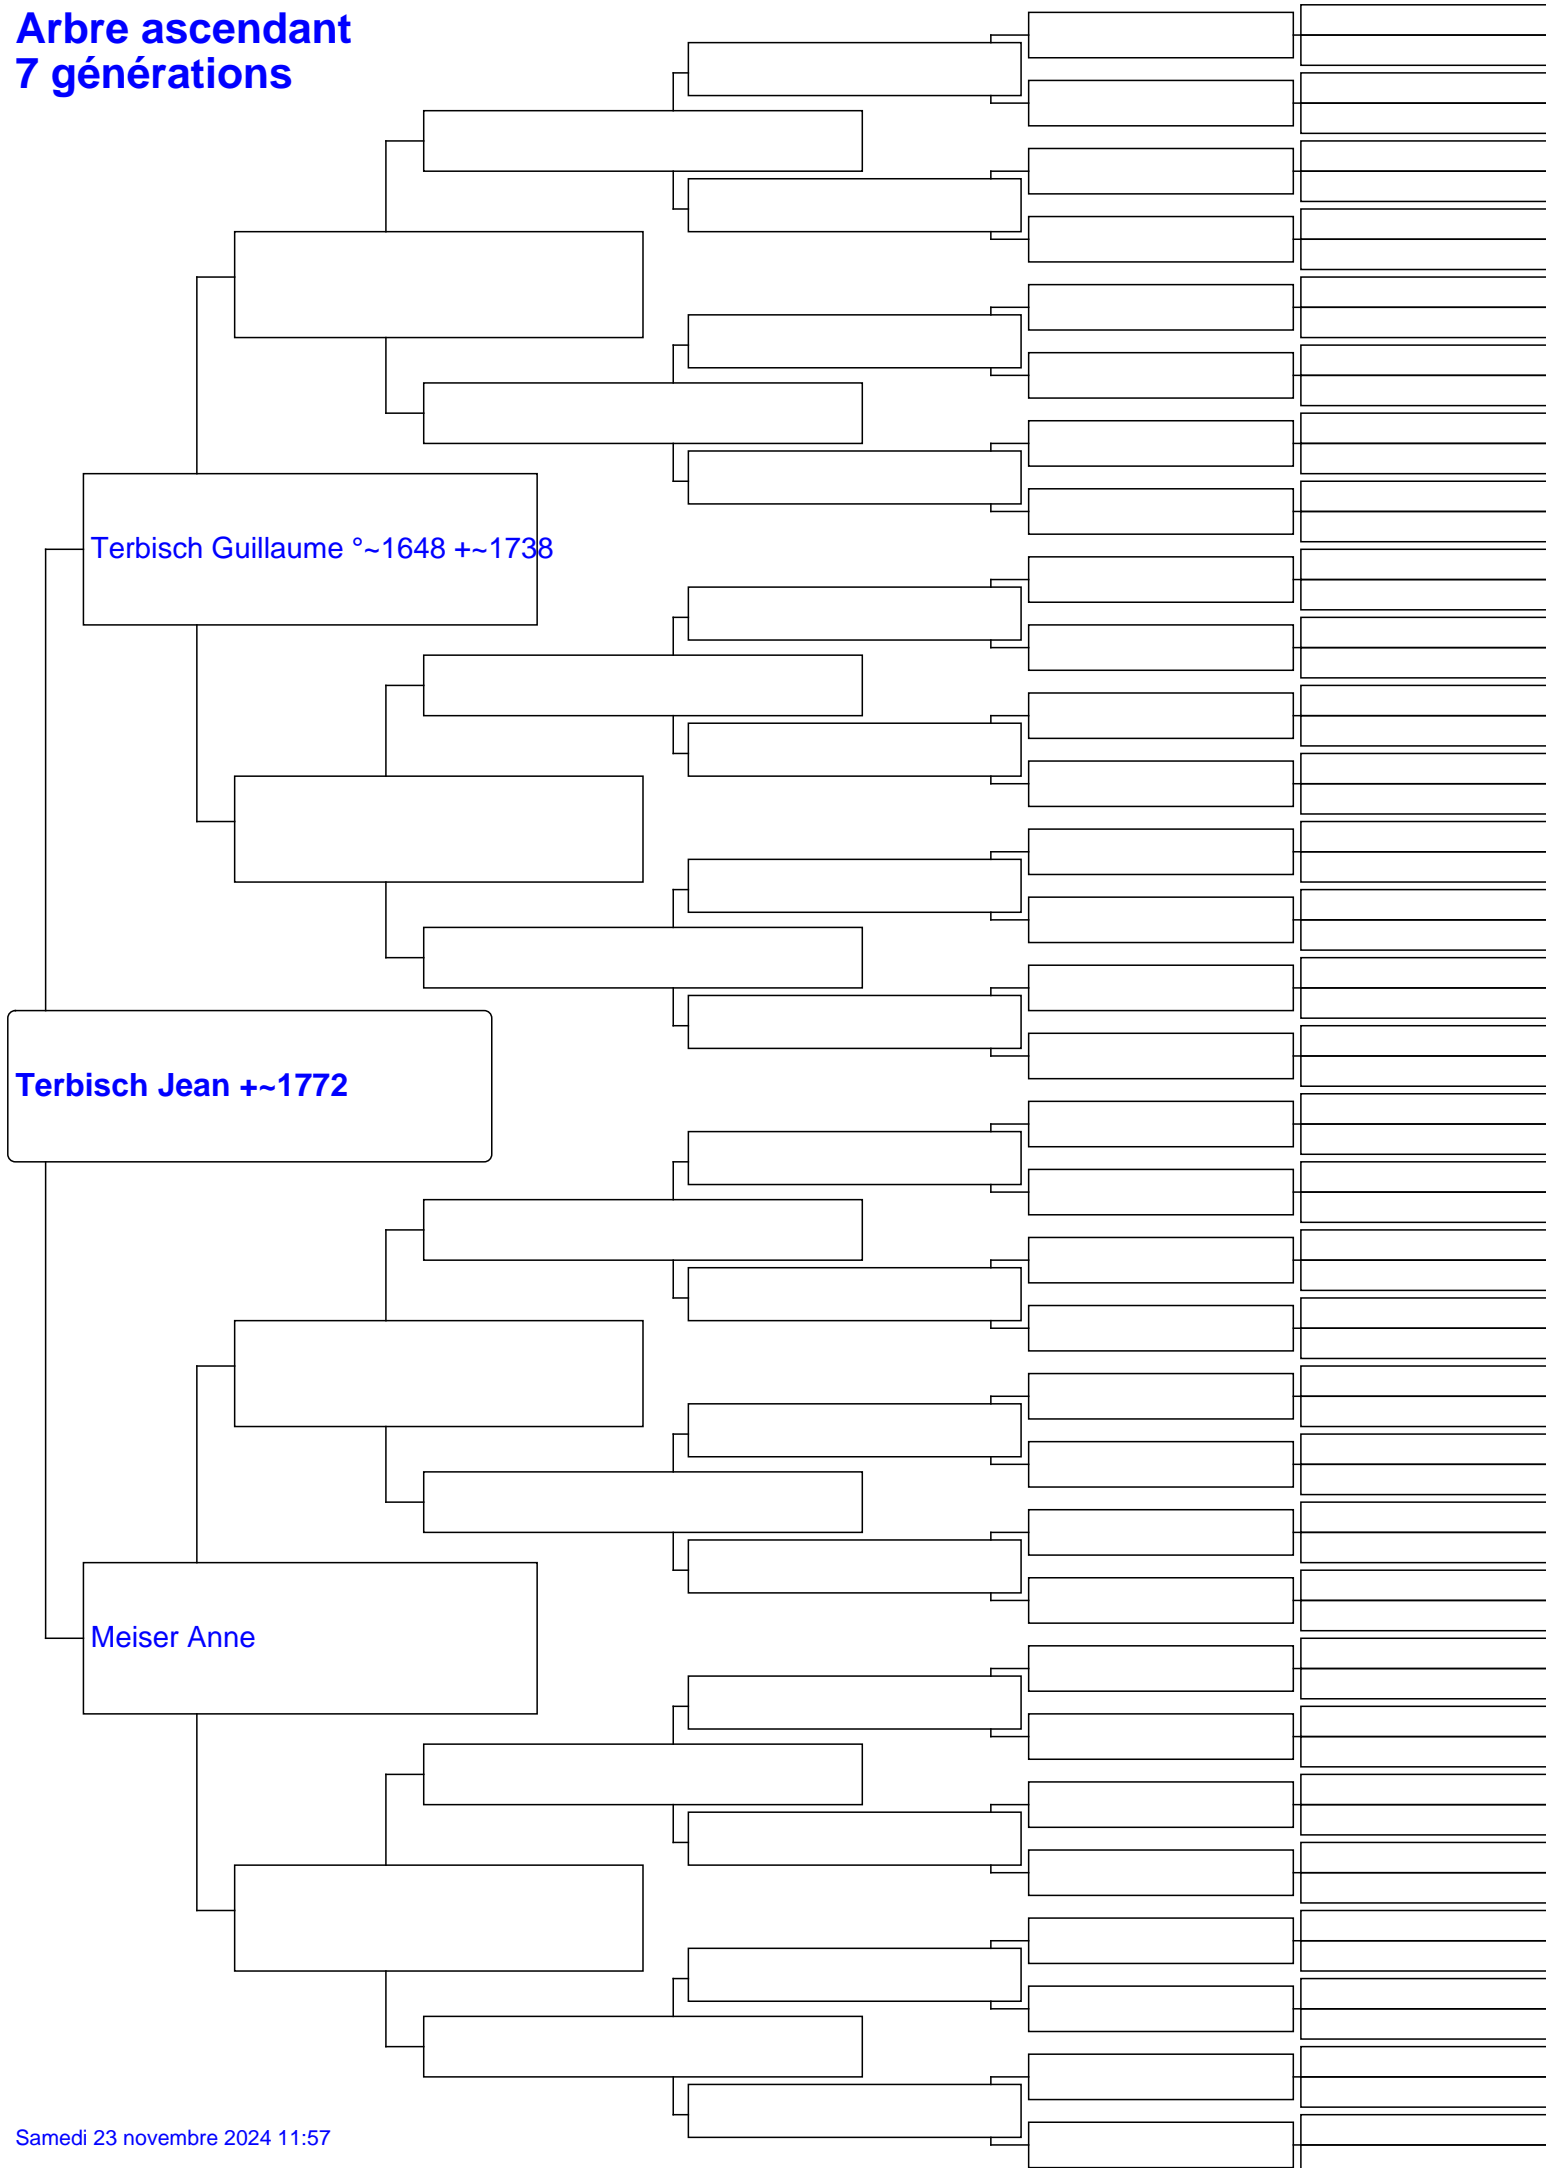 Arbre ascendant
7 générations
Terbisch Guillaume °~1648 +~1738
Terbisch Jean +~1772
Meiser Anne
Samedi 23 novembre 2024 11:57